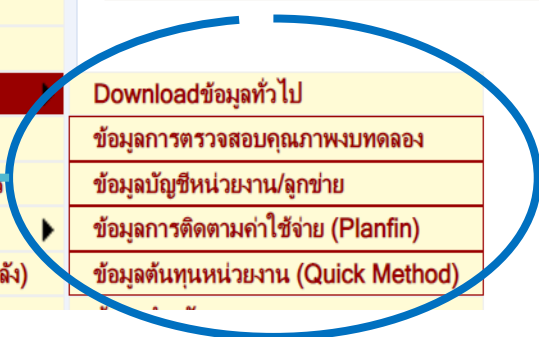 Downloadข้อมูลทั่วไป
ข้อมูลการตรวจสอบคุณภาพงบทดลอง
ข้อมูลบัญชีหน่วยงาน/ลูกข่าย
ข้อมูลการติดตามค่าใช้จ่าย (Planfin)
ลัง)
ข้อมูลต้นทุนหน่วยงาน (Quick Method)